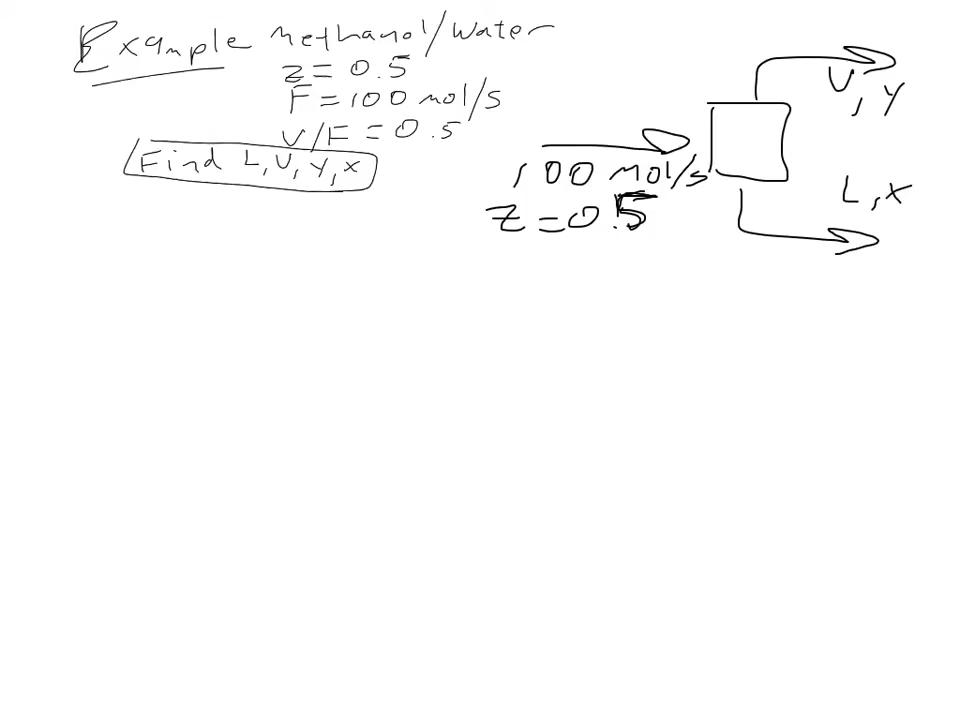 Example Methanol/Water
z = 0.5
F = 100 mol/s
V/F = 0.5
Find L, V, Y, X
V, Y
100 mol/s
z = 0.5
L, X